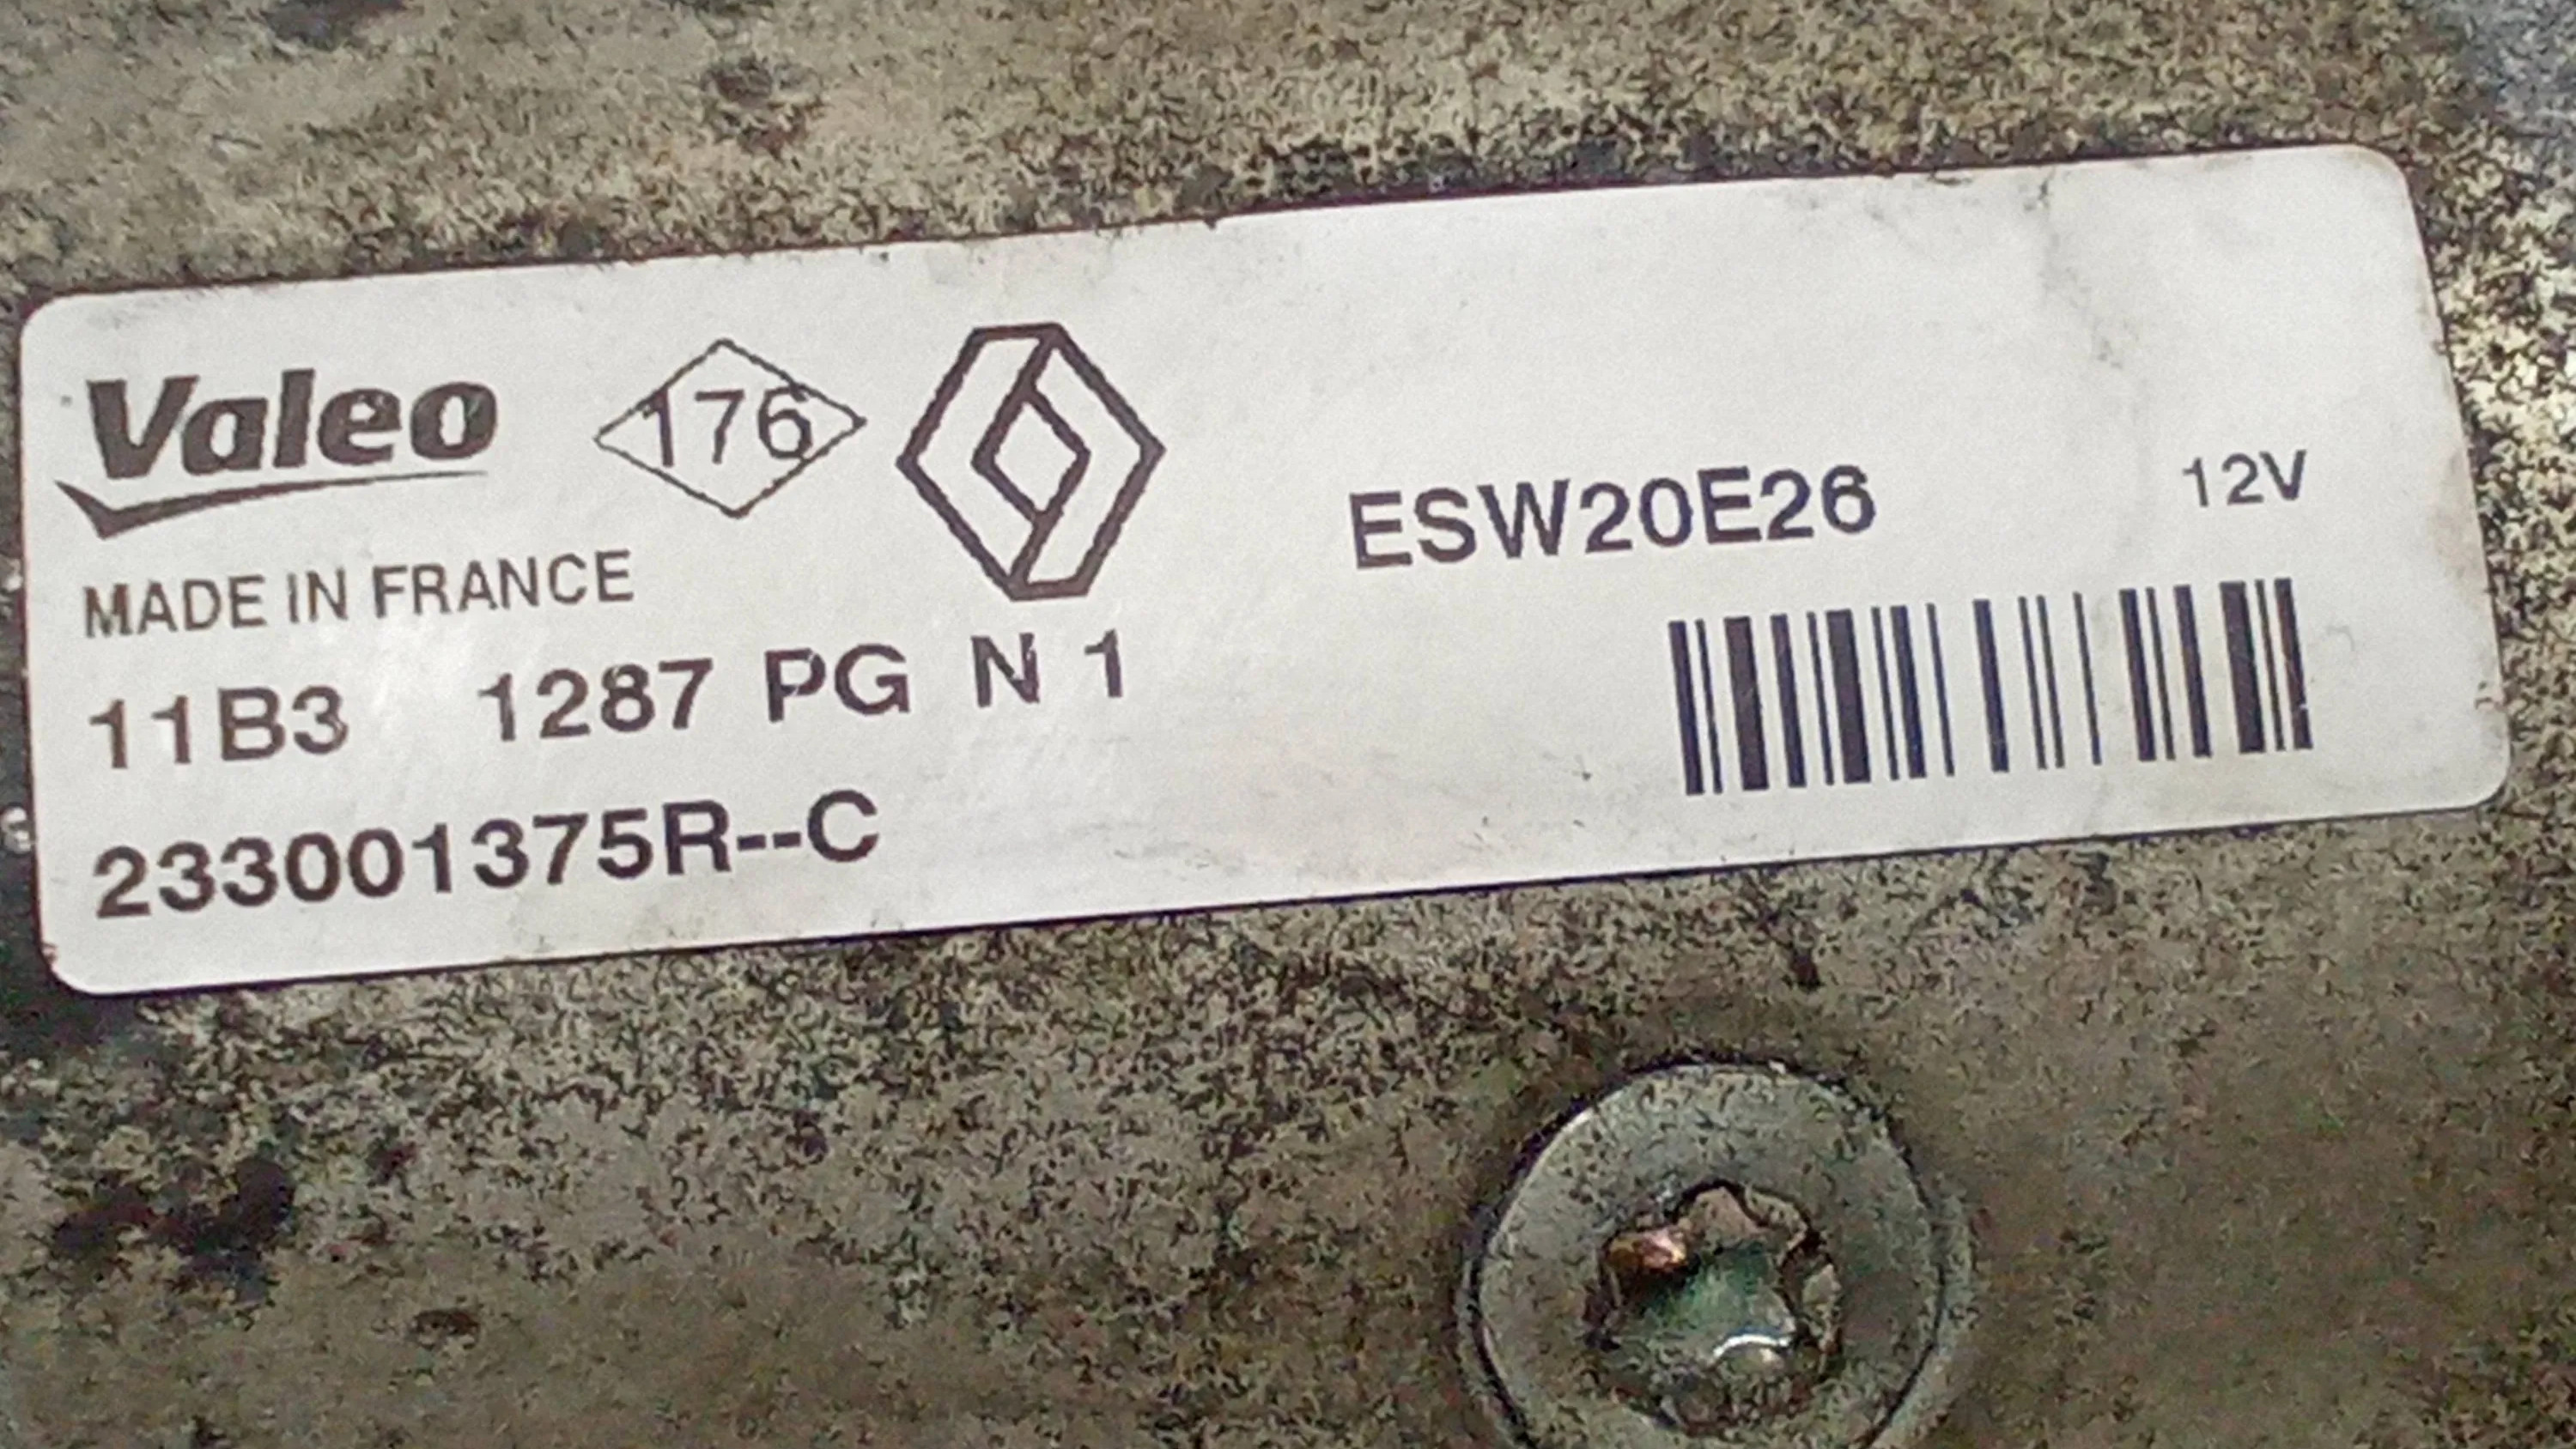 Valeo 176
ESW20E26 12V
MADE IN FRANCE
11B3 1287 PG N 1
233001375R--C